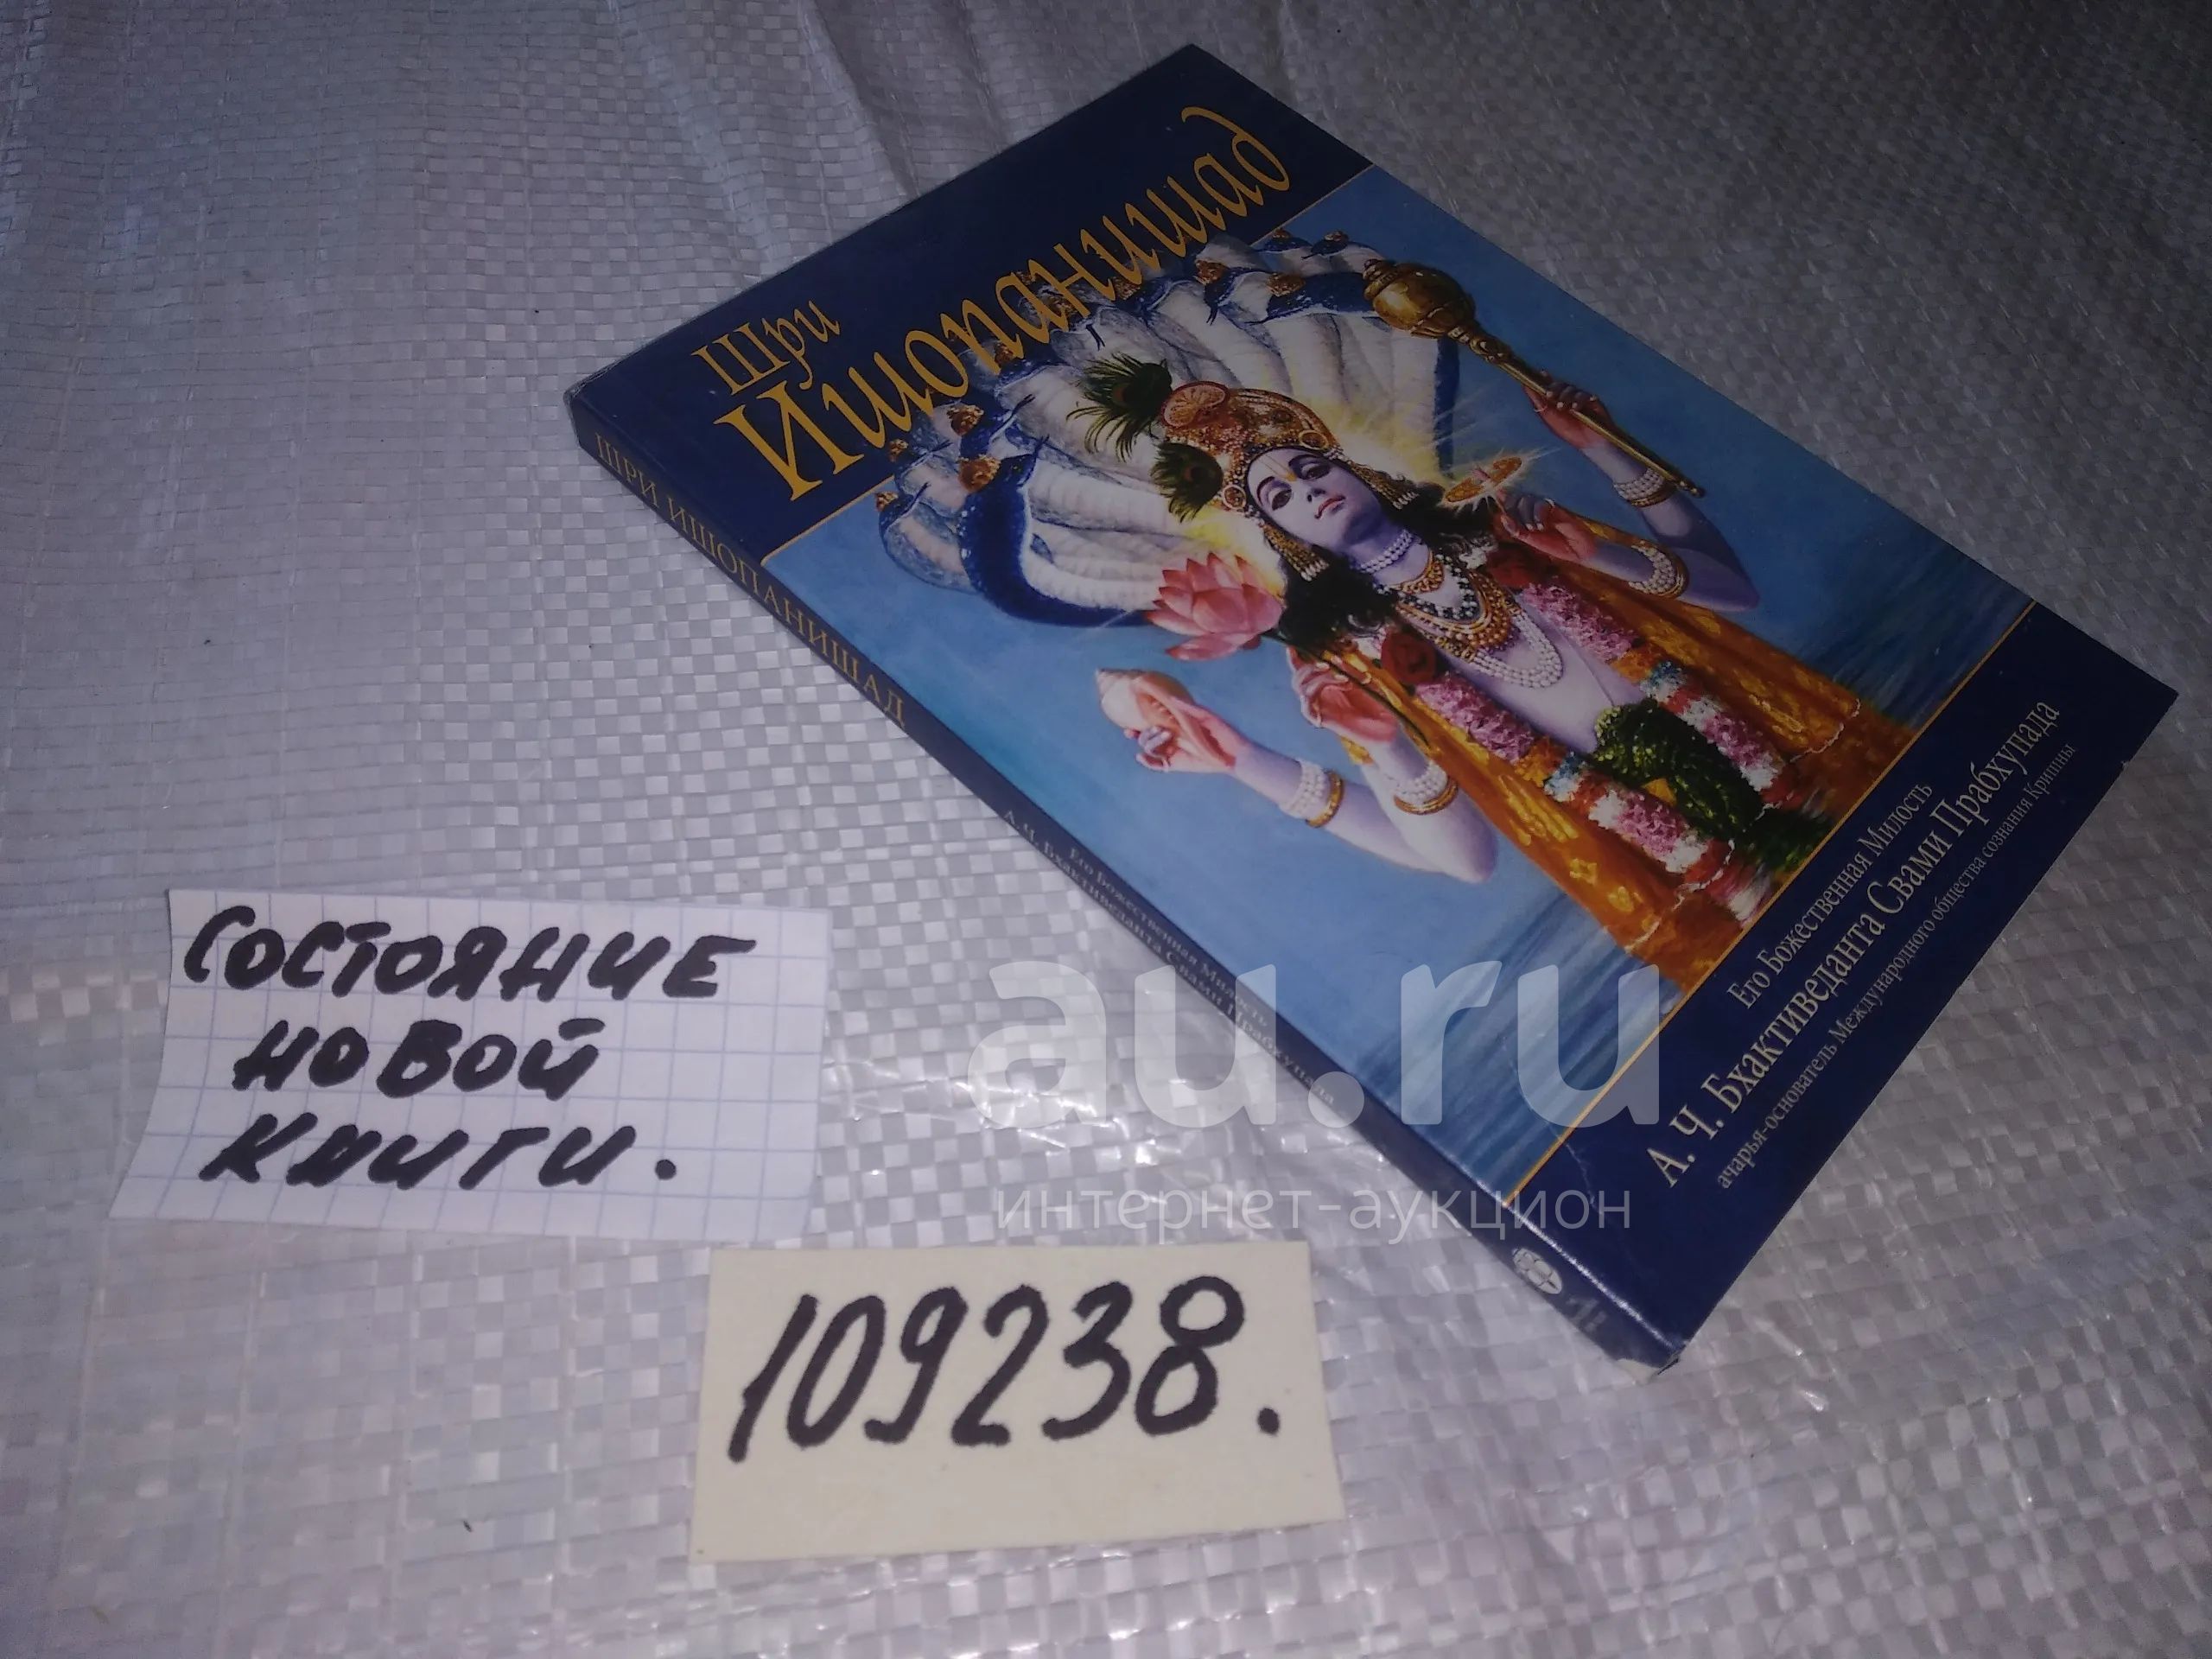 Шри
Ишопанишад
Его Божественная Милость
А. Ч. Бхактиведанта Свами Прабхупада
ачарья-основатель Международного общества сознания Кришны
ШРИ ИШОПАНИШАД
Его Божественная Милость
А. Ч. Бхактиведанта Свами Прабхупада
СОСТОЯНИЕ
НОВОЙ
КНИГИ.
109238.
au.ru
интернет-аукцион